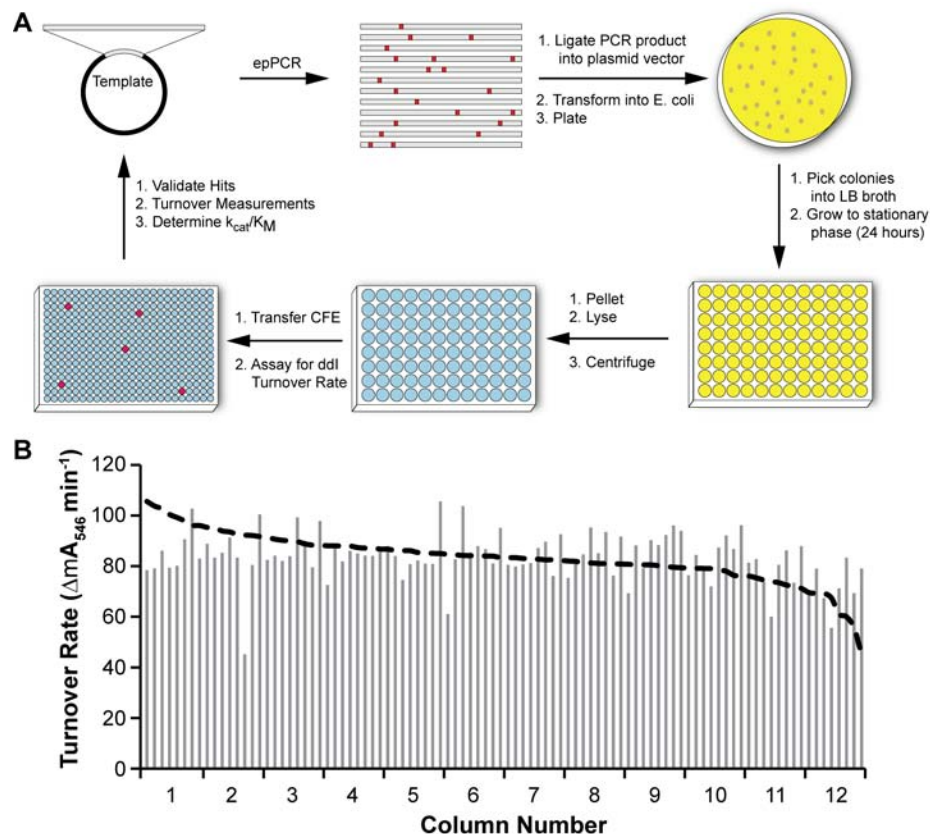 A
Template
epPCR
1. Ligate PCR product
into plasmid vector
2. Transform into E. coli
3. Plate
1. Pick colonies
into LB broth
2. Grow to stationary
phase (24 hours)
1. Pellet
2. Lyse
3. Centrifuge
1. Transfer CFE
2. Assay for ddI
Turnover Rate
1. Validate Hits
2. Turnover Measurements
3. Determine kcat/KM
B
Turnover Rate (ΔmA546 min-1)
120
100
80
60
40
20
0
1 2 3 4 5 6 7 8 9 10 11 12
Column Number